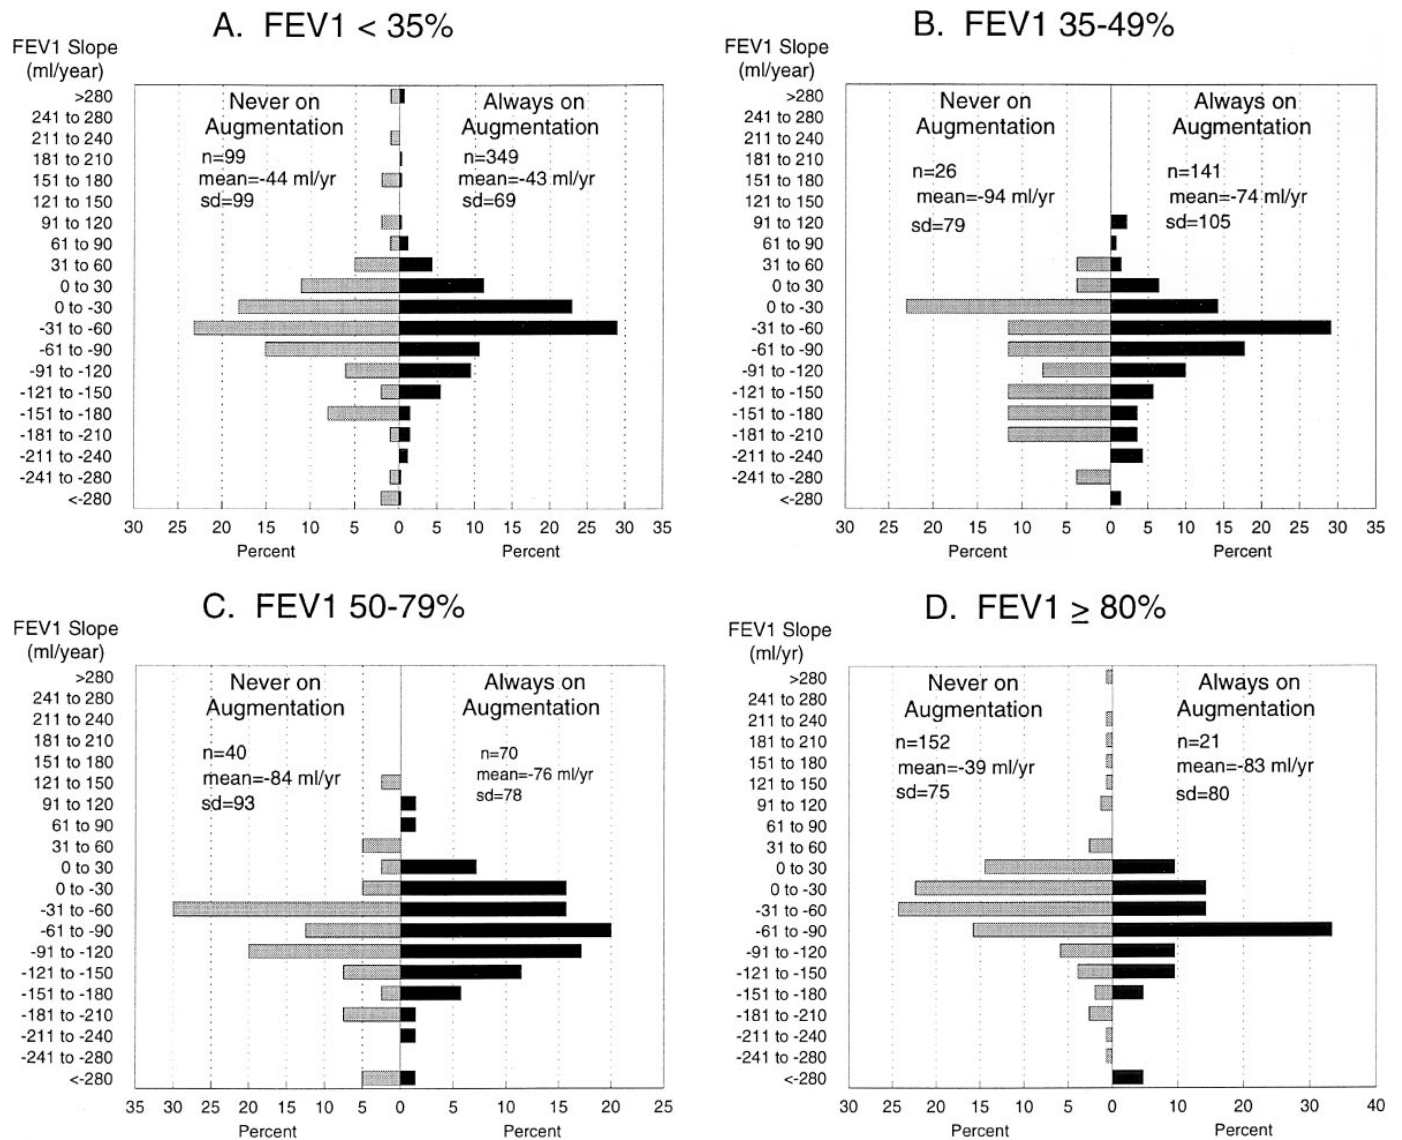 A. FEV1 < 35%
FEV1 Slope
(ml/year)
Never on
Augmentation
n=99
mean=-44 ml/yr
sd=99
Always on
Augmentation
n=349
mean=-43 ml/yr
sd=69
>280
241 to 280
211 to 240
181 to 210
151 to 180
121 to 150
91 to 120
61 to 90
31 to 60
0 to 30
0 to -30
-31 to -60
-61 to -90
-91 to -120
-121 to -150
-151 to -180
-181 to -210
-211 to -240
-241 to -280
<-280
30 25 20 15 10 5 0 5 10 15 20 25 30 35
Percent Percent
B. FEV1 35-49%
FEV1 Slope
(ml/year)
Never on
Augmentation
n=26
mean=-94 ml/yr
sd=79
Always on
Augmentation
n=141
mean=-74 ml/yr
sd=105
>280
241 to 280
211 to 240
181 to 210
151 to 180
121 to 150
91 to 120
61 to 90
31 to 60
0 to 30
0 to -30
-31 to -60
-61 to -90
-91 to -120
-121 to -150
-151 to -180
-181 to -210
-211 to -240
-241 to -280
<-280
30 25 20 15 10 5 0 5 10 15 20 25 30 35
Percent Percent
C. FEV1 50-79%
FEV1 Slope
(ml/year)
Never on
Augmentation
n=40
mean=-84 ml/yr
sd=93
Always on
Augmentation
n=70
mean=-76 ml/yr
sd=78
>280
241 to 280
211 to 240
181 to 210
151 to 180
121 to 150
91 to 120
61 to 90
31 to 60
0 to 30
0 to -30
-31 to -60
-61 to -90
-91 to -120
-121 to -150
-151 to -180
-181 to -210
-211 to -240
-241 to -280
<-280
35 30 25 20 15 10 5 0 5 10 15 20 25
Percent Percent
D. FEV1 ≥ 80%
FEV1 Slope
(ml/yr)
Never on
Augmentation
n=152
mean=-39 ml/yr
sd=75
Always on
Augmentation
n=21
mean=-83 ml/yr
sd=80
>280
241 to 280
211 to 240
181 to 210
151 to 180
121 to 150
91 to 120
61 to 90
31 to 60
0 to 30
0 to -30
-31 to -60
-61 to -90
-91 to -120
-121 to -150
-151 to -180
-181 to -210
-211 to -240
-241 to -280
<-280
30 25 20 15 10 5 0 10 20 30 40
Percent Percent